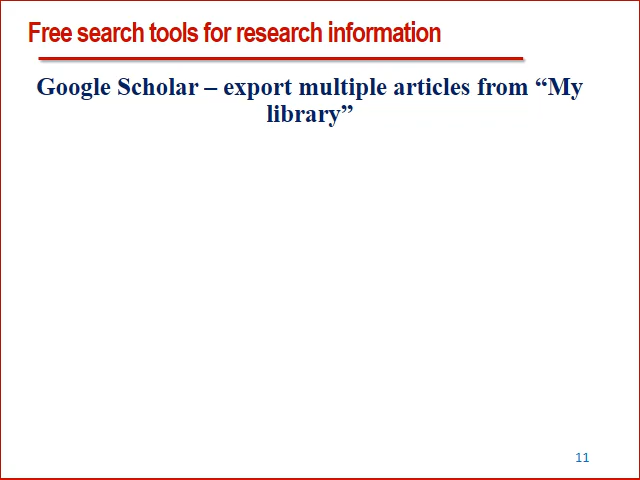 Free search tools for research information
Google Scholar – export multiple articles from “My
library”
11